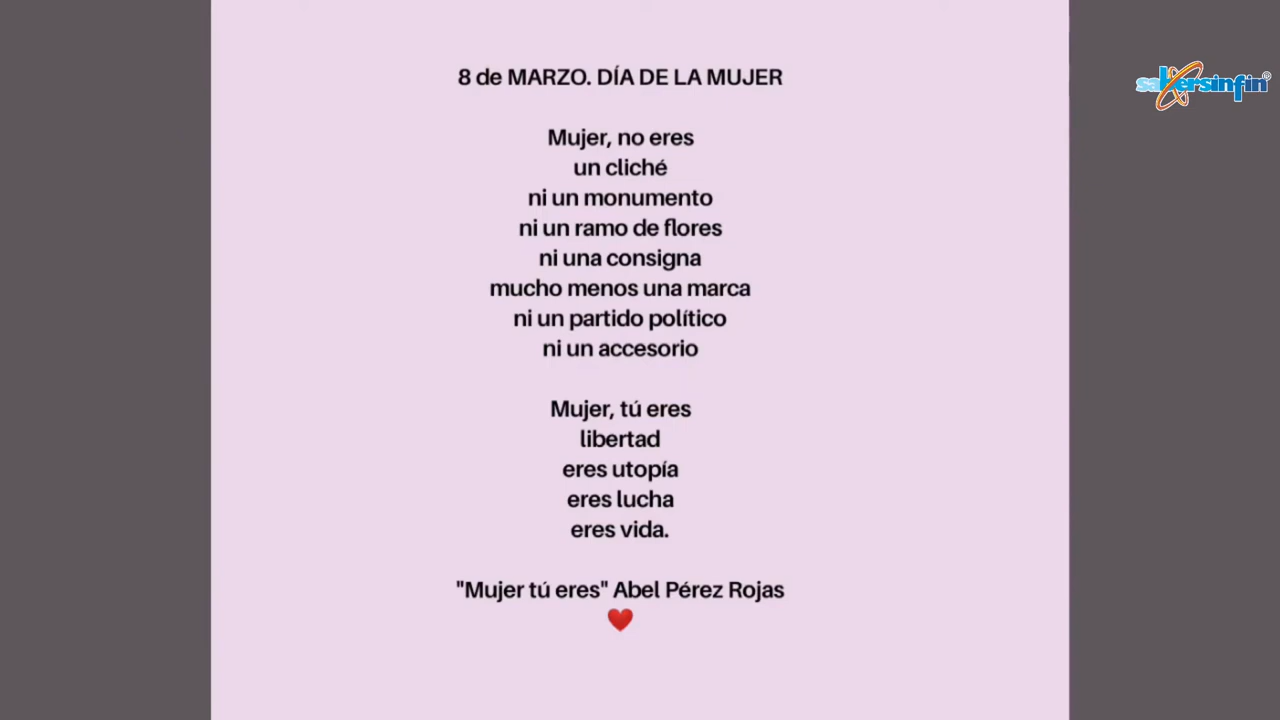 8 de MARZO. DÍA DE LA MUJER
sabersinfin®
Mujer, no eres
un cliché
ni un monumento
ni un ramo de flores
ni una consigna
mucho menos una marca
ni un partido político
ni un accesorio
Mujer, tú eres
libertad
eres utopía
eres lucha
eres vida.
"Mujer tú eres" Abel Pérez Rojas